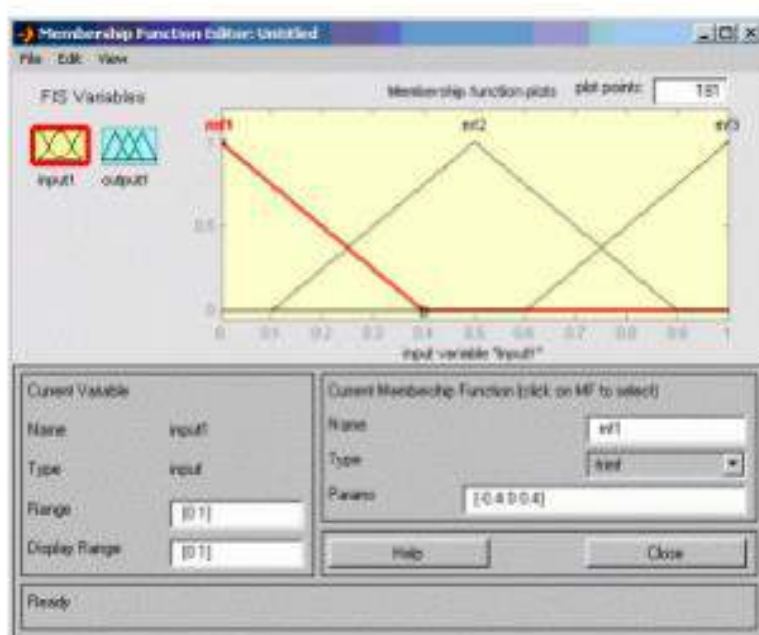 Membership Function Editor: Untitled
File Edit View
FIS Variables
Membership function plots plot points: 181
mf1 mf2 mf3
input1 output1
1
0.5
0
0 0.1 0.2 0.3 0.4 0.5 0.6 0.7 0.8 0.9 1
input variable "input1"
Current Variable
Name input1
Type input
Range [0 1]
Display Range [0 1]
Current Membership Function (click on MF to select)
Name mf1
Type trimf
Params [-0.4 0 0.4]
Help Close
Ready